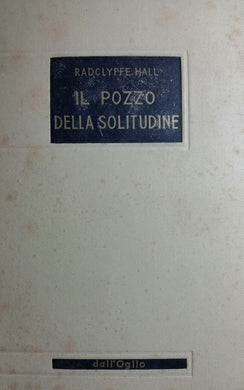 RADCLYFFE HALL
IL POZZO
DELLA SOLITUDINE
dall'Oglio